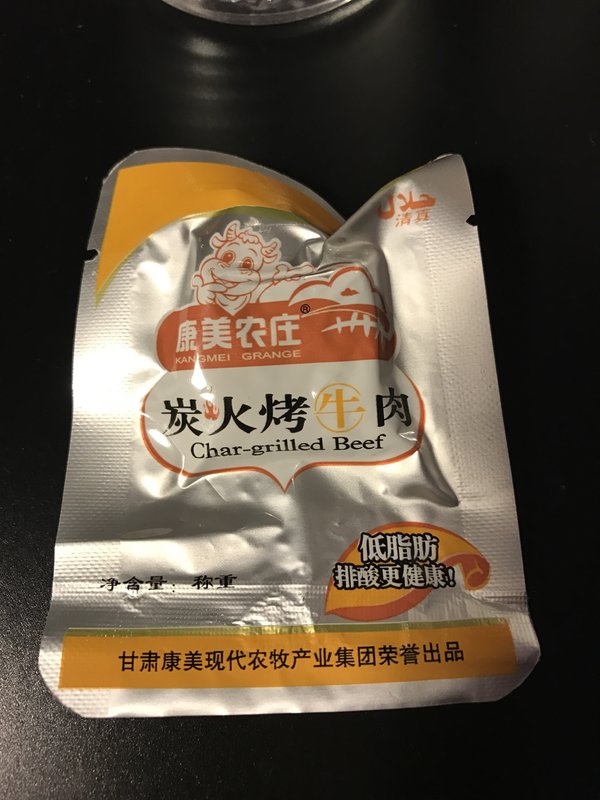 清真
康美农庄®
KANGMEI GRANGE
炭火烤牛肉
Char-grilled Beef
低脂肪
排酸更健康!
净含量: 称重
甘肃康美现代农牧产业集团荣誉出品